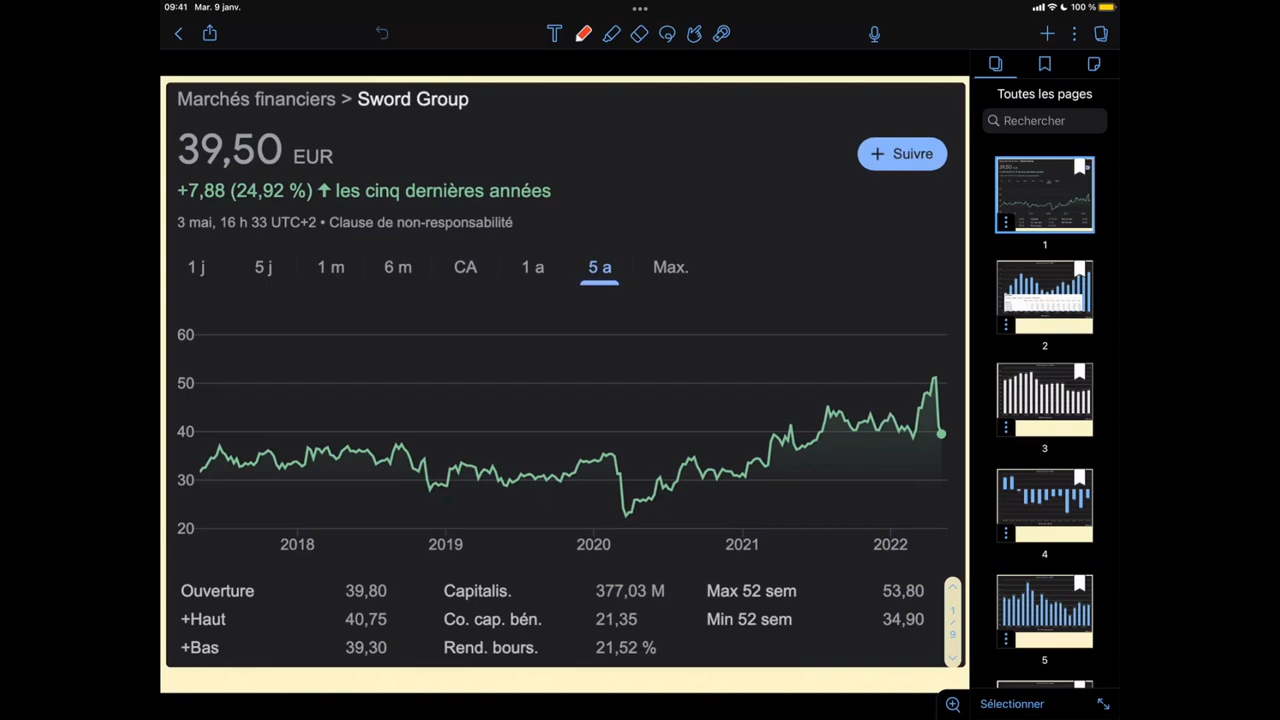 09:41 Mar. 9 janv.
100 %
Marchés financiers > Sword Group
39,50 EUR
+ Suivre
+7,88 (24,92 %) ↑ les cinq dernières années
3 mai, 16 h 33 UTC+2 • Clause de non-responsabilité
1 j 5 j 1 m 6 m CA 1 a 5 a Max.
60
50
40
30
20
2018 2019 2020 2021 2022
Ouverture 39,80 Capitalis. 377,03 M Max 52 sem 53,80
+Haut 40,75 Co. cap. bén. 21,35 Min 52 sem 34,90
+Bas 39,30 Rend. bours. 21,52 %
1
/
9
Toutes les pages
Rechercher
1
2
3
4
5
Sélectionner